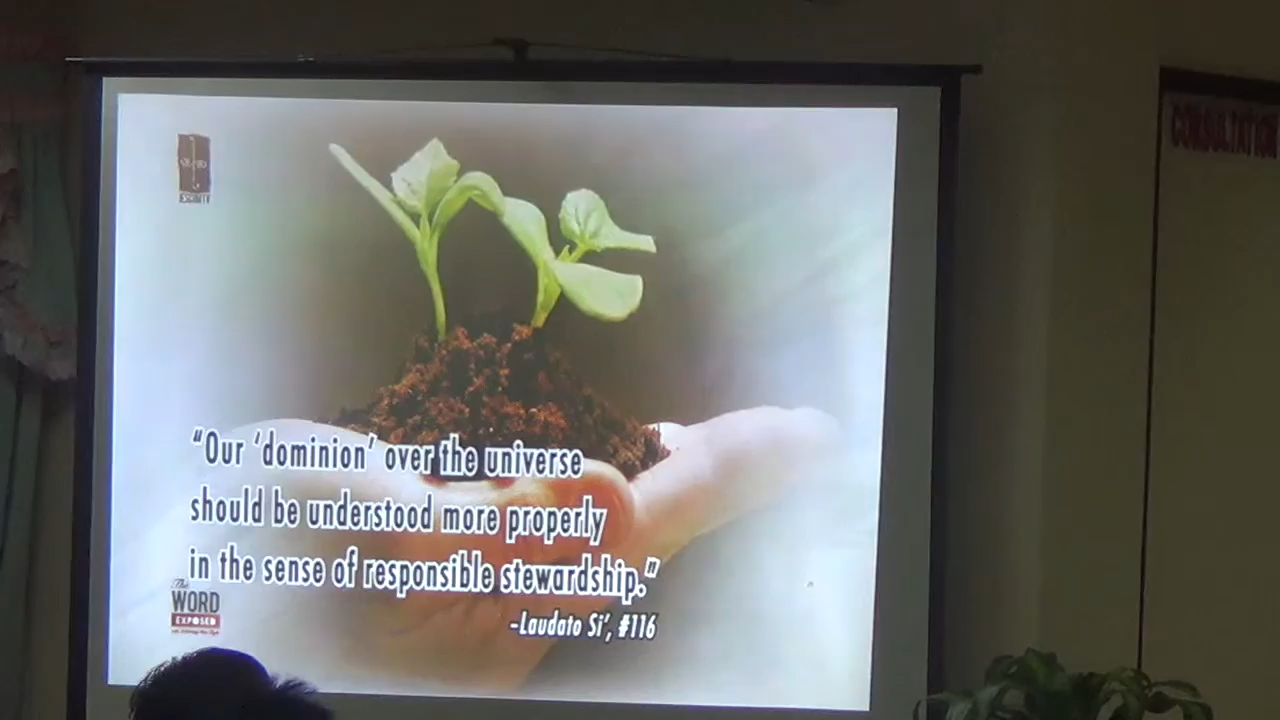 CONSULTATION
“Our ‘dominion’ over the universe
should be understood more properly
in the sense of responsible stewardship.”
-Laudato Si’, #116
The
WORD
EXPOSED